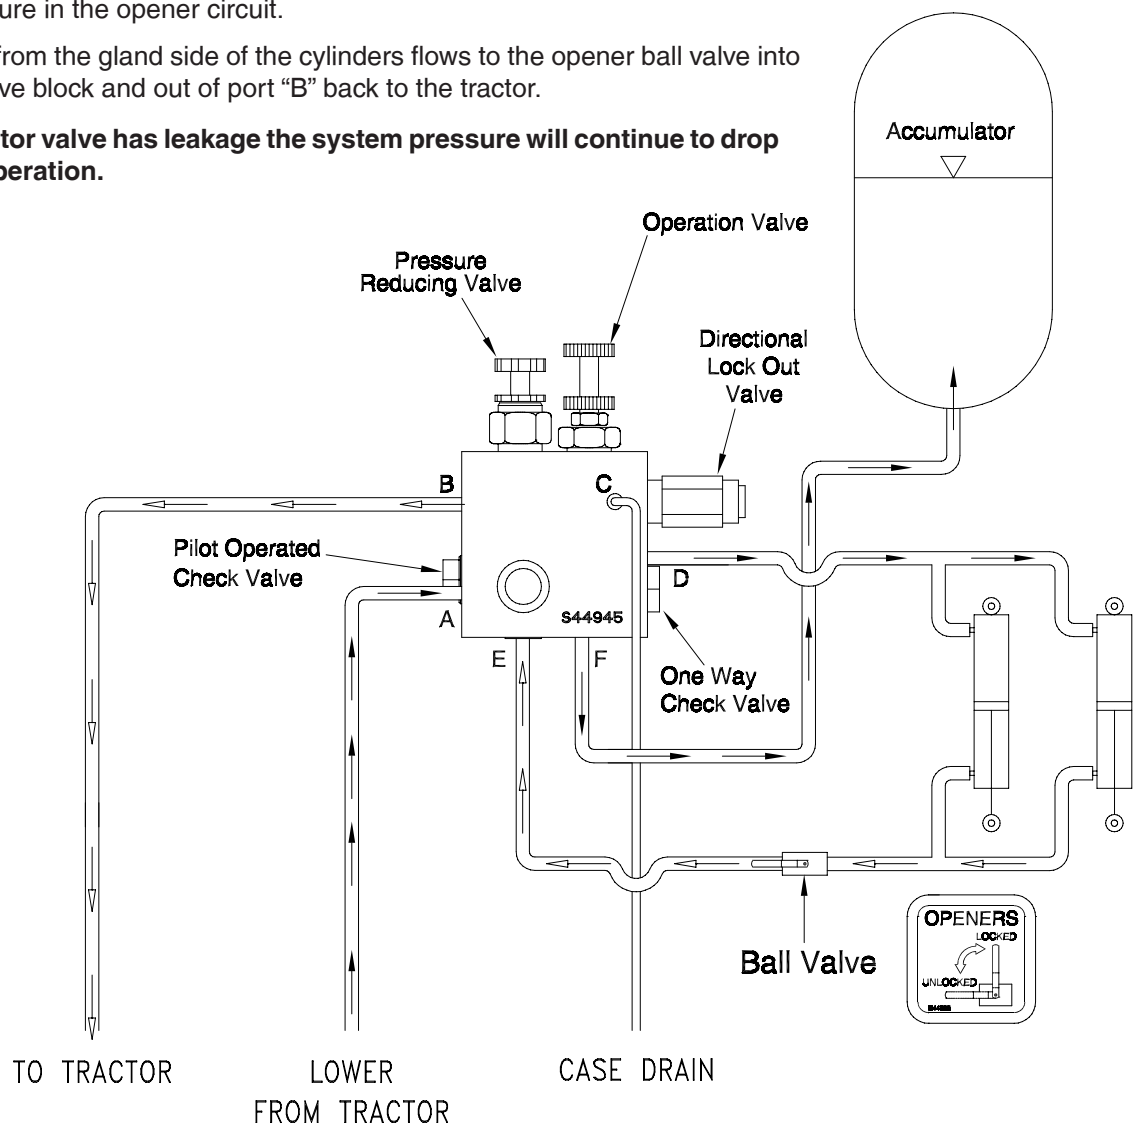 ure in the opener circuit.
from the gland side of the cylinders flows to the opener ball valve into
ve block and out of port “B” back to the tractor.
tor valve has leakage the system pressure will continue to drop
peration.
Accumulator
Operation Valve
Pressure
Reducing Valve
Directional
Lock Out
Valve
B
C
Pilot Operated
Check Valve
D
A
S44945
E
F
One Way
Check Valve
OPENERS
LOCKED
UNLOCKED
Ball Valve
TO TRACTOR
LOWER
FROM TRACTOR
CASE DRAIN